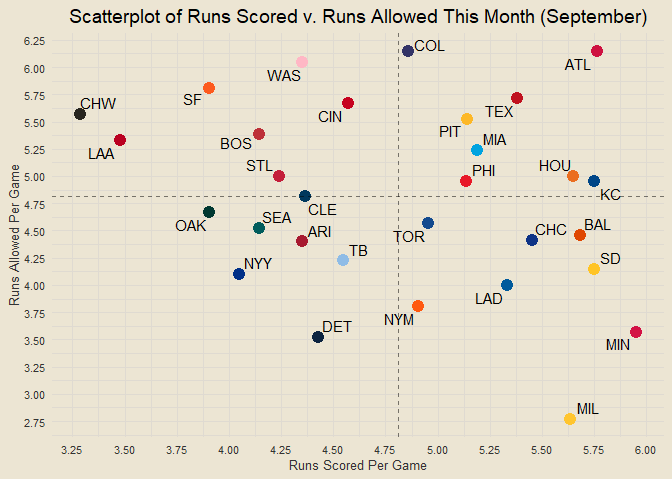 Scatterplot of Runs Scored v. Runs Allowed This Month (September)
6.25
COL
ATL
WAS
6.00
SF
5.75
CHW
CIN
TEX
5.50
PIT
BOS
MIA
LAA
5.25
STL
PHI
HOU
5.00
KC
4.75
CLE
OAK
SEA
ARI
TOR
CHC
BAL
4.50
TB
4.25
NYY
SD
4.00
LAD
NYM
3.75
DET
MIN
3.50
3.25
3.00
MIL
2.75
Runs Allowed Per Game
3.25 3.50 3.75 4.00 4.25 4.50 4.75 5.00 5.25 5.50 5.75 6.00
Runs Scored Per Game